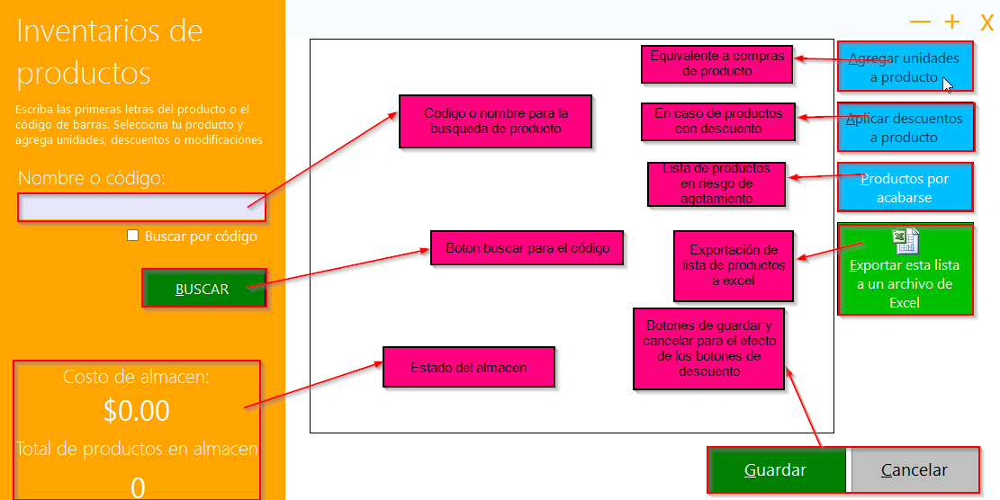 Inventarios de
productos
Escriba las primeras letras del producto o el
código de barras. Selecciona tu producto y
agrega unidades, descuentos o modificaciones
Nombre o código:
Buscar por código
BUSCAR
Costo de almacen:
$0.00
Total de productos en almacen
0
Codigo o nombre para la
busqueda de producto
Boton buscar para el código
Estado del almacen
Equivalente a compras
de producto
En caso de productos
con descuento
Lista de productos
en riesgo de
agotamiento
Exportación de
lista de productos
a excel
Botones de guardar y
cancelar para el efecto
de los botones de
descuento
X
Agregar unidades
a producto
Aplicar descuentos
a producto
Productos por
acabarse
Exportar esta lista
a un archivo de
Excel
Guardar
Cancelar